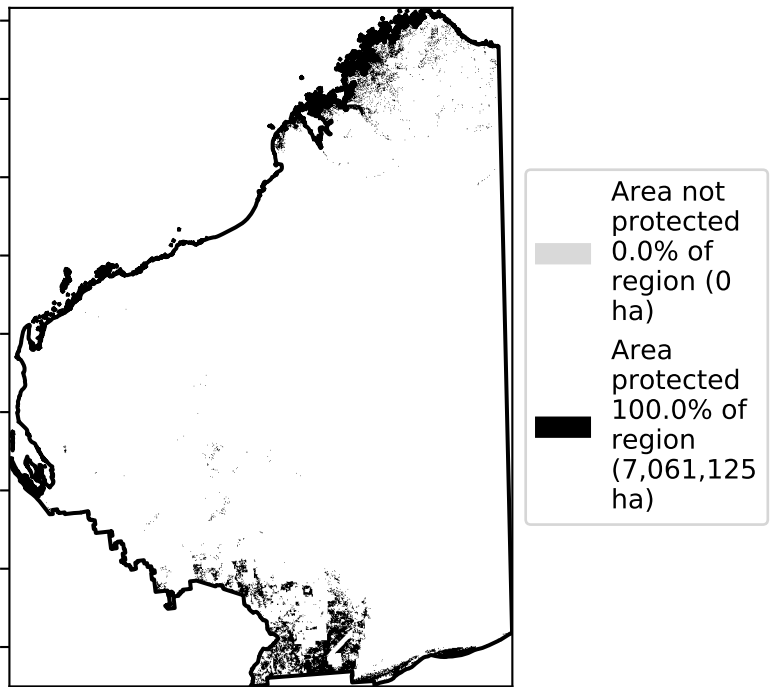 Area not
protected
0.0% of
region (0
ha)
Area
protected
100.0% of
region
(7,061,125
ha)